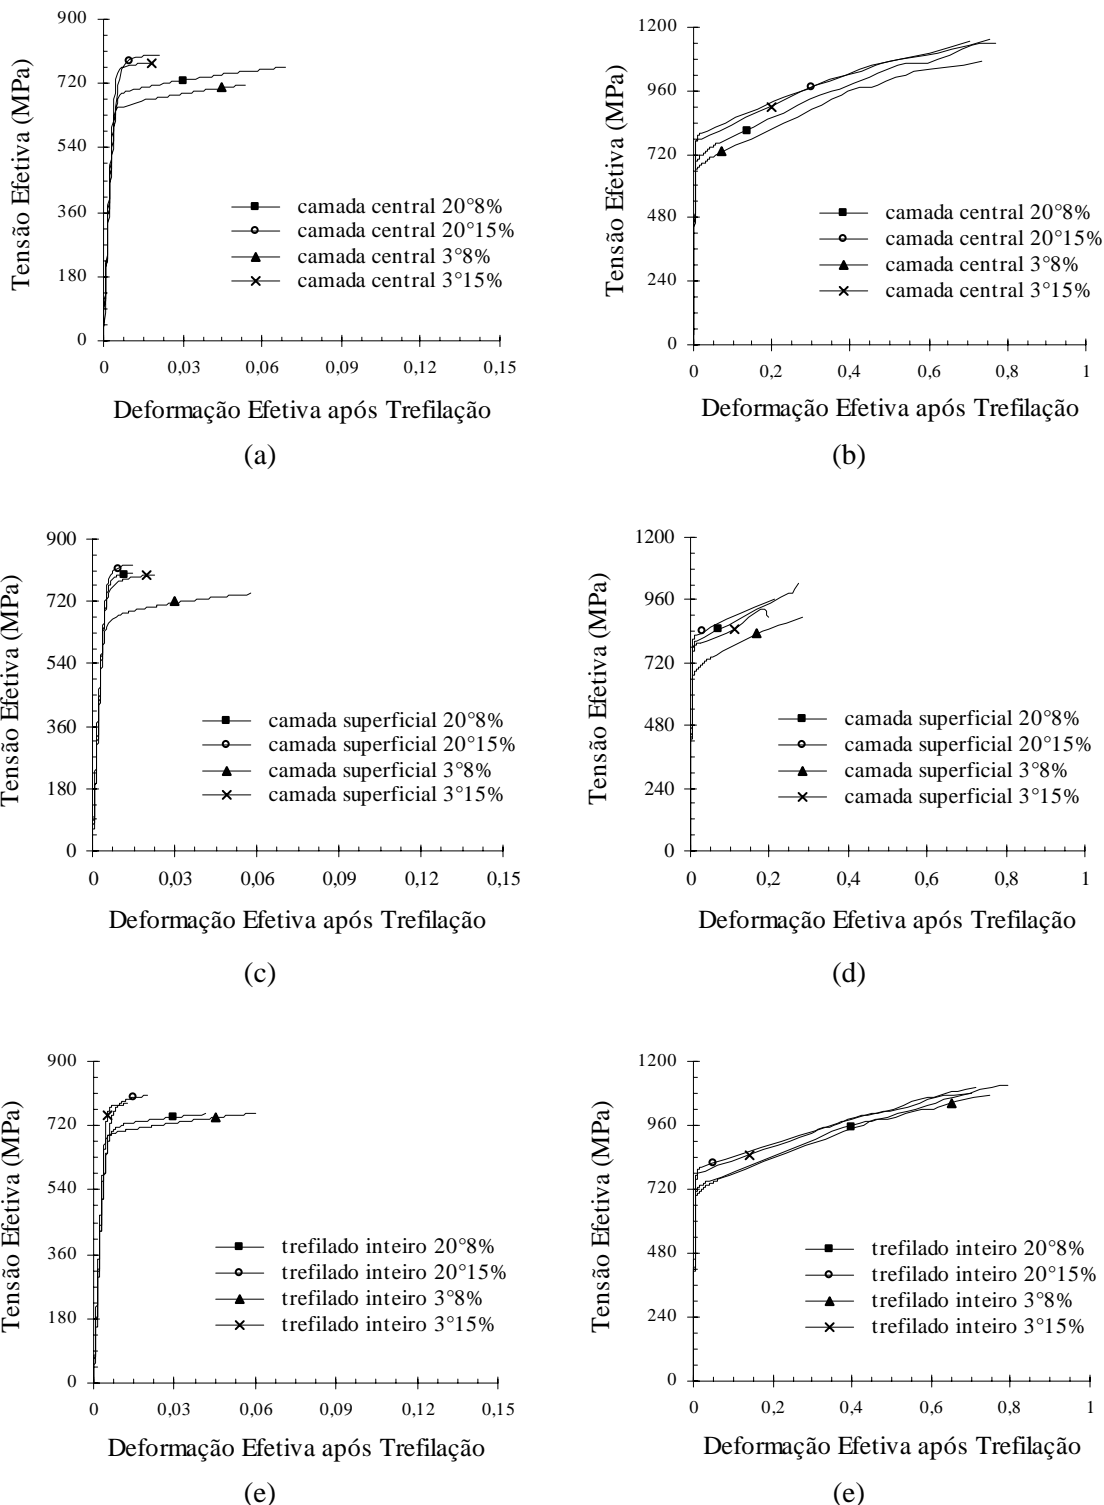 900
720
540
360
180
0
Tensão Efetiva (MPa)
camada central 20°8%
camada central 20°15%
camada central 3°8%
camada central 3°15%
0 0,03 0,06 0,09 0,12 0,15
Deformação Efetiva após Trefilação
(a)
1200
960
720
480
240
0
Tensão Efetiva (MPa)
camada central 20°8%
camada central 20°15%
camada central 3°8%
camada central 3°15%
0 0,2 0,4 0,6 0,8 1
Deformação Efetiva após Trefilação
(b)
900
720
540
360
180
0
Tensão Efetiva (MPa)
camada superficial 20°8%
camada superficial 20°15%
camada superficial 3°8%
camada superficial 3°15%
0 0,03 0,06 0,09 0,12 0,15
Deformação Efetiva após Trefilação
(c)
1200
960
720
480
240
0
Tensão Efetiva (MPa)
camada superficial 20°8%
camada superficial 20°15%
camada superficial 3°8%
camada superficial 3°15%
0 0,2 0,4 0,6 0,8 1
Deformação Efetiva após Trefilação
(d)
900
720
540
360
180
0
Tensão Efetiva (MPa)
trefilado inteiro 20°8%
trefilado inteiro 20°15%
trefilado inteiro 3°8%
trefilado inteiro 3°15%
0 0,03 0,06 0,09 0,12 0,15
Deformação Efetiva após Trefilação
(e)
1200
960
720
480
240
0
Tensão Efetiva (MPa)
trefilado inteiro 20°8%
trefilado inteiro 20°15%
trefilado inteiro 3°8%
trefilado inteiro 3°15%
0 0,2 0,4 0,6 0,8 1
Deformação Efetiva após Trefilação
(e)